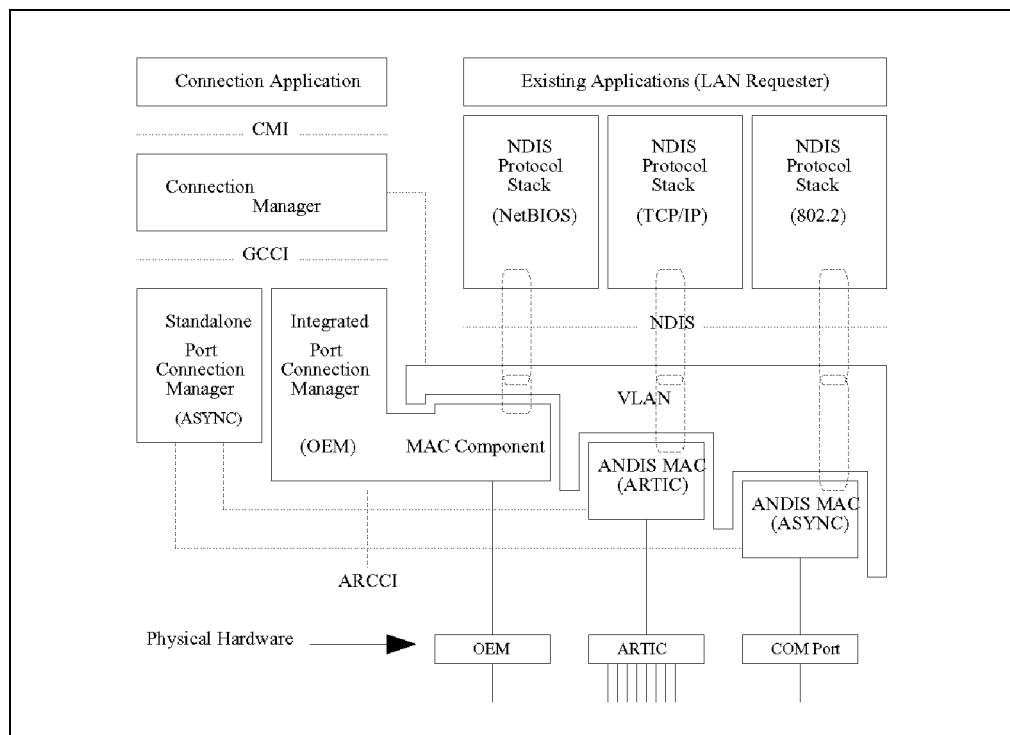 Connection Application
Existing Applications (LAN Requester)
CMI
Connection
Manager
NDIS
Protocol
Stack
(NetBIOS)
NDIS
Protocol
Stack
(TCP/IP)
NDIS
Protocol
Stack
(802.2)
GCCI
Standalone
Port
Connection
Manager
(ASYNC)
Integrated
Port
Connection
Manager
(OEM)
NDIS
VLAN
MAC Component
ANDIS MAC
(ARTIC)
ANDIS MAC
(ASYNC)
ARCCI
Physical Hardware
OEM
ARTIC
COM Port